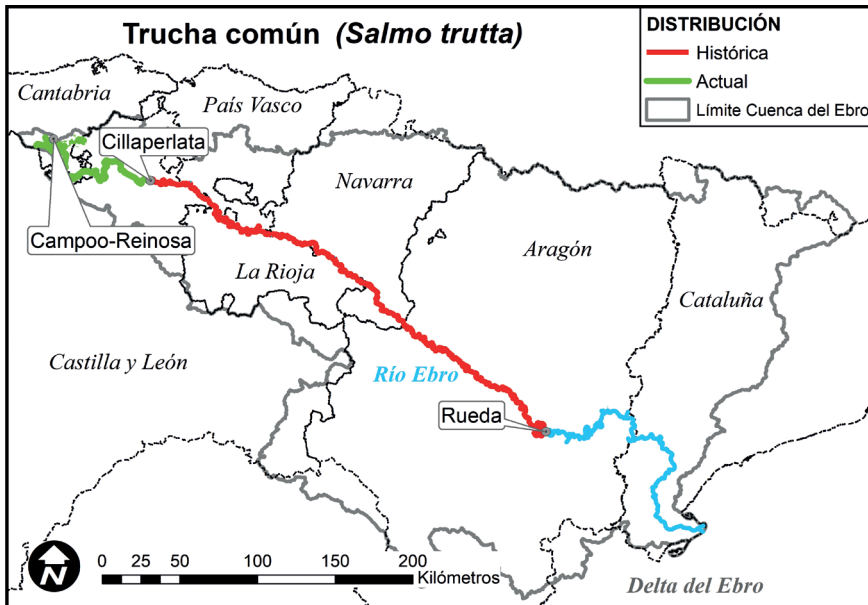 Trucha común (Salmo trutta)
DISTRIBUCIÓN
Histórica
Actual
Límite Cuenca del Ebro
Cantabria
País Vasco
Cillaperlata
Navarra
Campoo-Reinosa
Aragón
La Rioja
Cataluña
Castilla y León
Río Ebro
Rueda
N
0 25 50 100 150 200
Kilómetros
Delta del Ebro